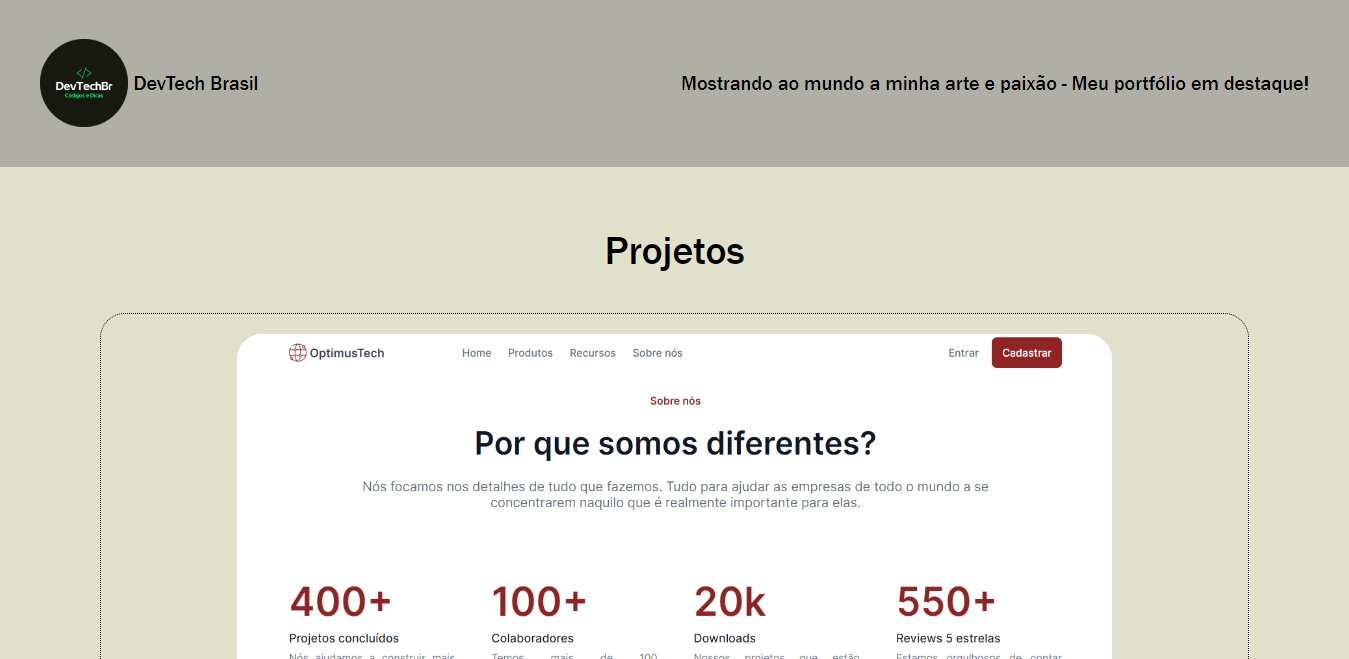 </>
DevTechBr
Códigos e Dicas
DevTech Brasil
Mostrando ao mundo a minha arte e paixão - Meu portfólio em destaque!
Projetos
OptimusTech
Home Produtos Recursos Sobre nós
Entrar
Cadastrar
Sobre nós
Por que somos diferentes?
Nós focamos nos detalhes de tudo que fazemos. Tudo para ajudar as empresas de todo o mundo a se
concentrarem naquilo que é realmente importante para elas.
400+
Projetos concluídos
Nós ajudamos a construir mais
100+
Colaboradores
Temos mais de 100
20k
Downloads
Nossos projetos que estão
550+
Reviews 5 estrelas
Estamos orgulhosos de contar